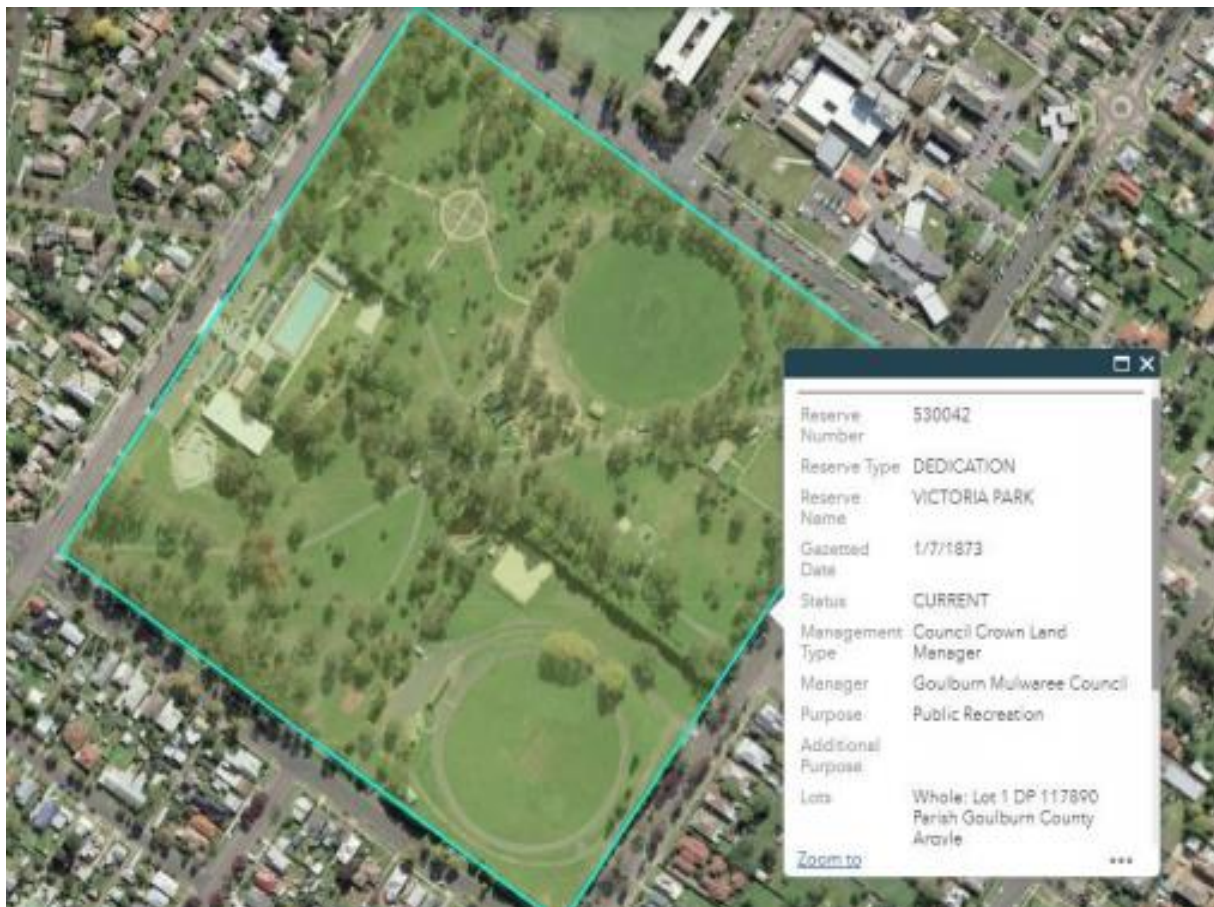 Reserve Number 530042
Reserve Type DEDICATION
Reserve Name VICTORIA PARK
Gazetted Date 1/7/1873
Status CURRENT
Management Type Council Crown Land Manager
Manager Goulburn Mulwaree Council
Purpose Public Recreation
Additional Purpose
Lots Whole: Lot 1 DP 117890
Parish Goulburn County
Argyle
Zoom to